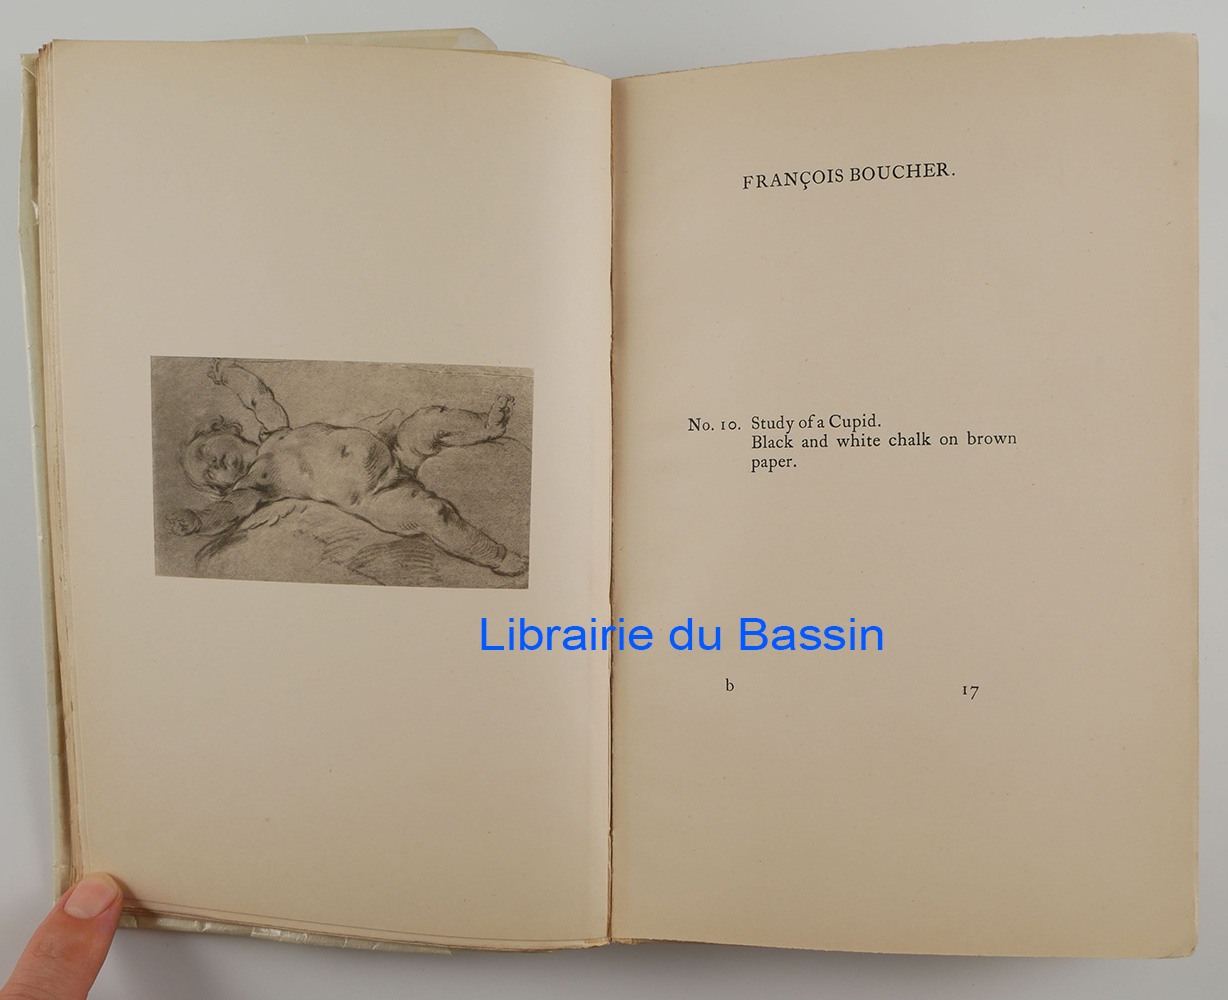 FRANÇOIS BOUCHER.
No. 10. Study of a Cupid.
Black and white chalk on brown
paper.
Librairie du Bassin
b 17